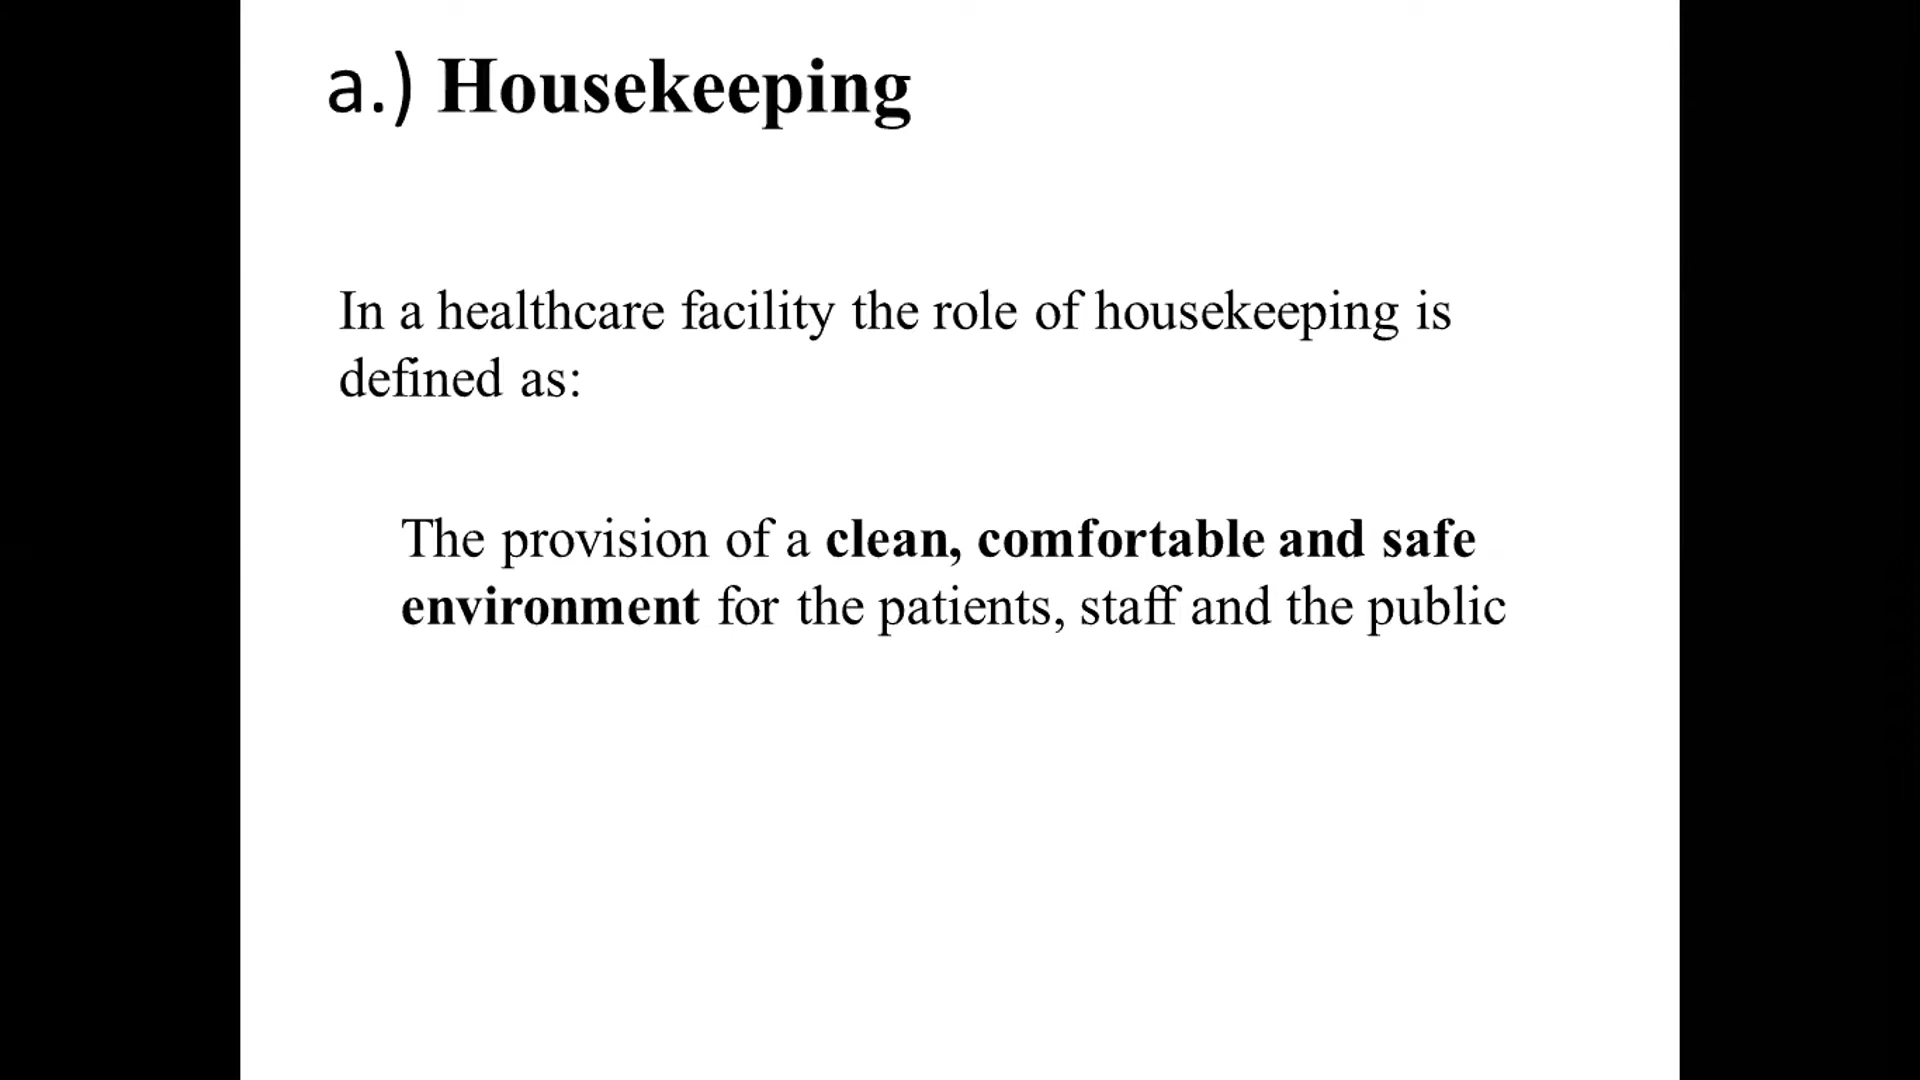 a.) Housekeeping
In a healthcare facility the role of housekeeping is
defined as:
The provision of a clean, comfortable and safe
environment for the patients, staff and the public